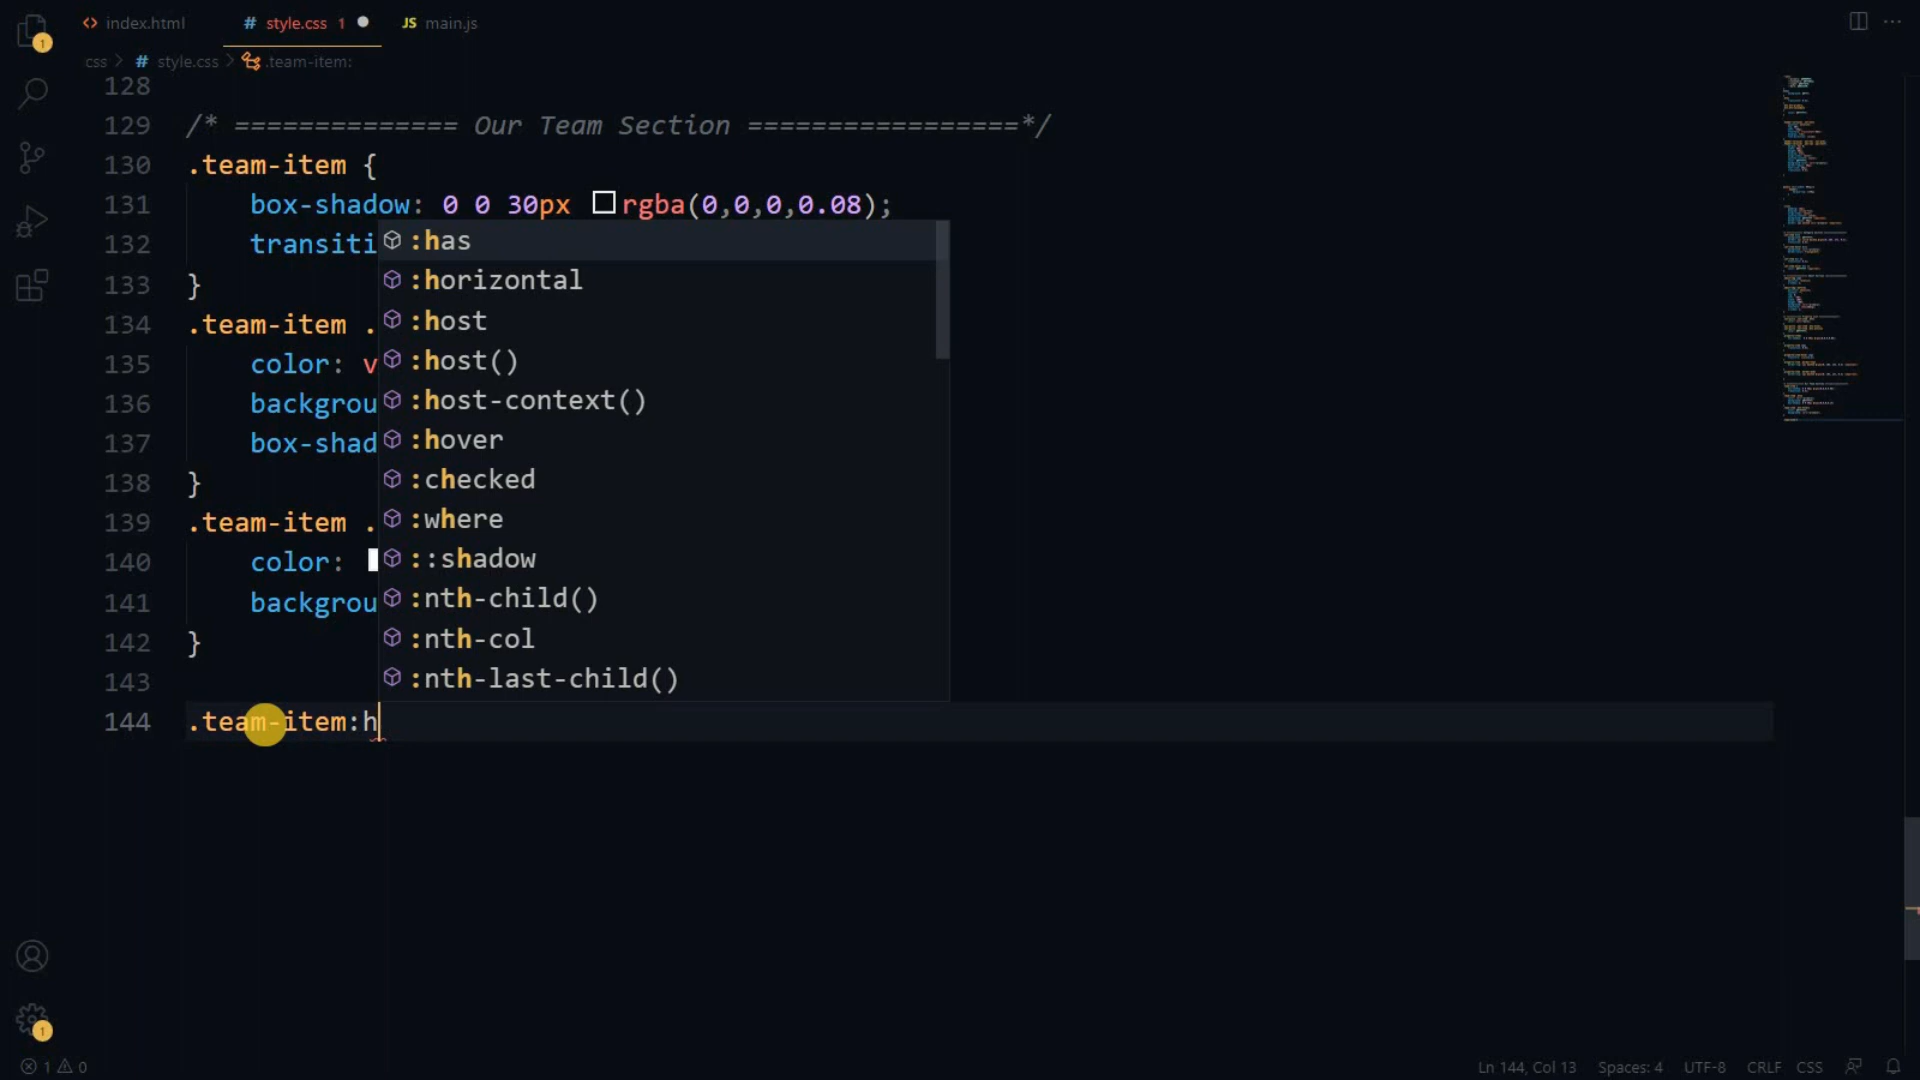 index.html
# style.css 1
JS main.js
css > # style.css > .team-item:
128
129 /* ============== Our Team Section =================*/
130 .team-item {
131 box-shadow: 0 0 30px rgba(0,0,0,0.08);
132 transiti
133 }
134 .team-item .
135 color: v
136 backgrou
137 box-shad
138 }
139 .team-item .
140 color:
141 backgrou
142 }
143
144 .team-item:h
:has
:horizontal
:host
:host()
:host-context()
:hover
:checked
:where
::shadow
:nth-child()
:nth-col
:nth-last-child()
1
1
1 0
Ln 144, Col 13 Spaces: 4 UTF-8 CRLF CSS